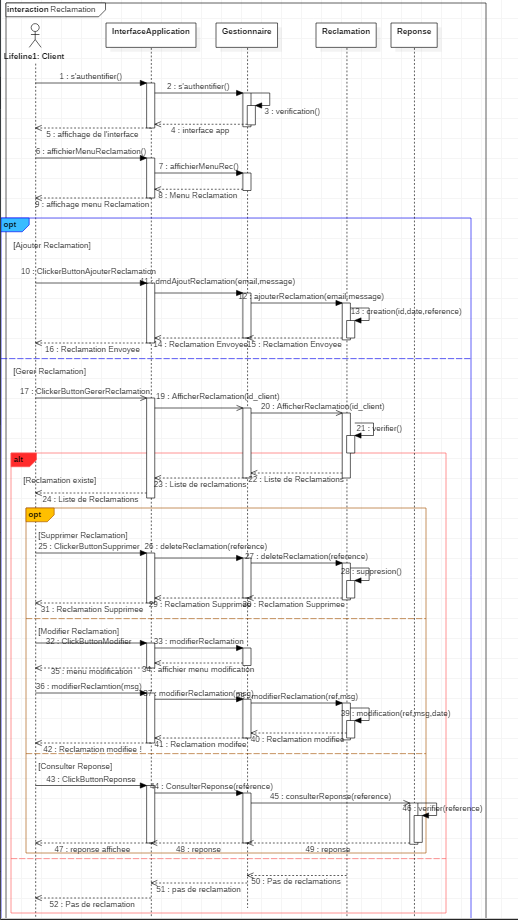 interaction Reclamation
InterfaceApplication
Gestionnaire
Reclamation
Reponse
Lifeline1: Client
1 : s'authentifier()
2 : s'authentifier()
3 : verification()
4 : interface app
5 : affichage de l'interface
6 : affichierMenuReclamation()
7 : affichierMenuRec()
8 : Menu Reclamation
9 : affichage menu Reclamation
opt
[Ajouter Reclamation]
10 : ClickerButtonAjouterReclamation
11 : dmdAjoutReclamation(email,message)
12 : ajouterReclamation(email,message)
13 : creation(id,date,reference)
14 : Reclamation Envoyee
15 : Reclamation Envoyee
16 : Reclamation Envoyee
[Gerer Reclamation]
17 : ClickerButtonGererReclamation
19 : AfficherReclamation(id_client)
20 : AfficherReclamation(id_client)
21 : verifier()
alt
[Reclamation existe]
22 : Liste de Reclamations
23 : Liste de reclamations
24 : Liste de Reclamations
opt
[Supprimer Reclamation]
25 : ClickerButtonSupprimer
26 : deleteReclamation(reference)
27 : deleteReclamation(reference)
28 : suppresion()
: Reclamation Supprimee
29 : Reclamation Supprimee
31 : Reclamation Supprimee
[Modifier Reclamation]
32 : ClickButtonModifier
33 : modifierReclamation
34 : affichier menu modification
35 : menu modification
36 : modifierReclamtion(msg)
37 : modifierReclamation(msg)
modifierReclamation(ref,msg)
39 : modification(ref,msg,date)
40 : Reclamation modifiee
41 : Reclamation modifee
42 : Reclamation modifiee !
[Consulter Reponse]
43 : ClickButtonReponse
44 : ConsulterReponse(reference)
45 : consulterReponse(reference)
46 : verifier(reference)
47 : reponse affichee
48 : reponse
49 : reponse
50 : Pas de reclamations
51 : pas de reclamation
52 : Pas de reclamation